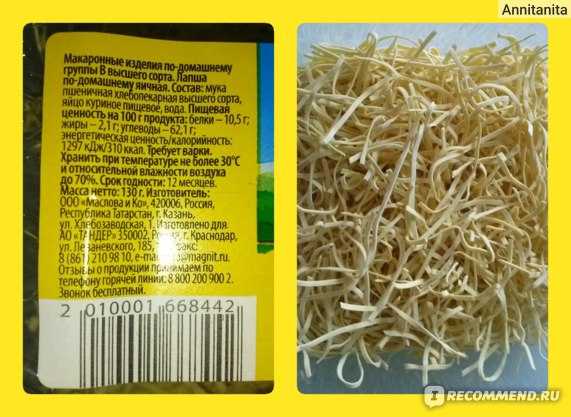 Annitanita
Макаронные изделия по-домашнему
группы В высшего сорта. Лапша
по-домашнему яичная. Состав: мука
пшеничная хлебопекарная высшего сорта,
яйцо куриное пищевое, вода. Пищевая
ценность на 100 г продукта: белки – 10,5 г;
жиры – 2,1 г; углеводы – 62,1 г;
энергетическая ценность/калорийность:
1297 кДж/310 ккал. Требует варки.
Хранить при температуре не более 30°С
и относительной влажности воздуха
до 70%. Срок годности: 12 месяцев.
Масса нетто: 130 г. Изготовитель:
ООО «Маслова и Ко», 420006, Россия,
Республика Татарстан, г. Казань,
ул. Хлебозаводская, 1. Изготовлено для:
АО «ТАНДЕР» 350002, г. Краснодар,
ул. Леваневского, 185,
8 (861) 210 98 10, e-mail:
Отзывы о продукции принимаем по
телефону горячей линии: 8 800 200 900 2.
Звонок бесплатный.
2 010001 668442
I RECOMMEND.RU